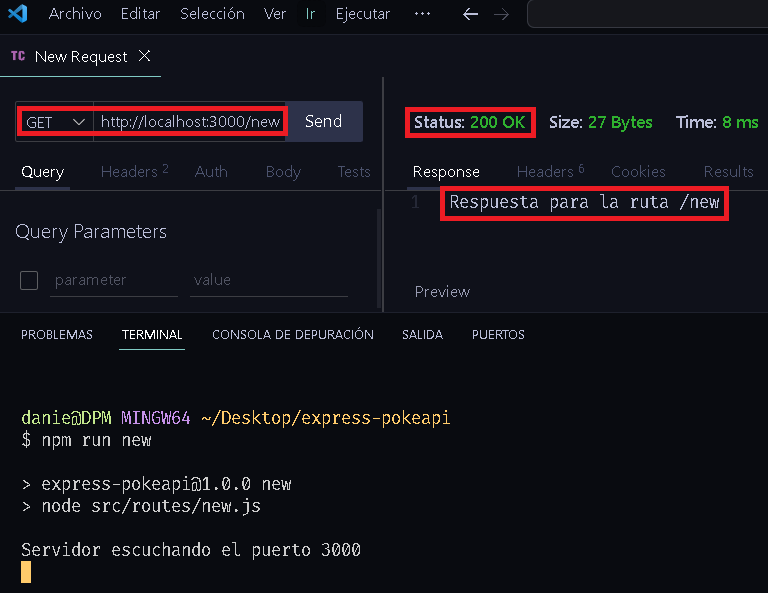 Archivo Editar Selección Ver Ir Ejecutar ···
TC New Request
GET http://localhost:3000/new Send
Status: 200 OK Size: 27 Bytes Time: 8 ms
Query Headers 2 Auth Body Tests
Response Headers 6 Cookies Results
1 Respuesta para la ruta /new
Query Parameters
parameter value
Preview
PROBLEMAS TERMINAL CONSOLA DE DEPURACIÓN SALIDA PUERTOS
danie@DPM MINGW64 ~/Desktop/express-pokeapi
$ npm run new
> express-pokeapi@1.0.0 new
> node src/routes/new.js
Servidor escuchando el puerto 3000